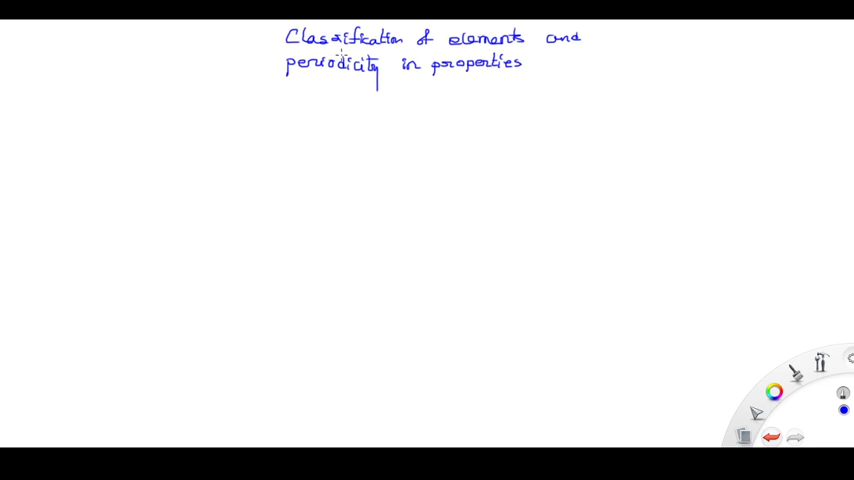 Classification of elements and
periodicity in properties